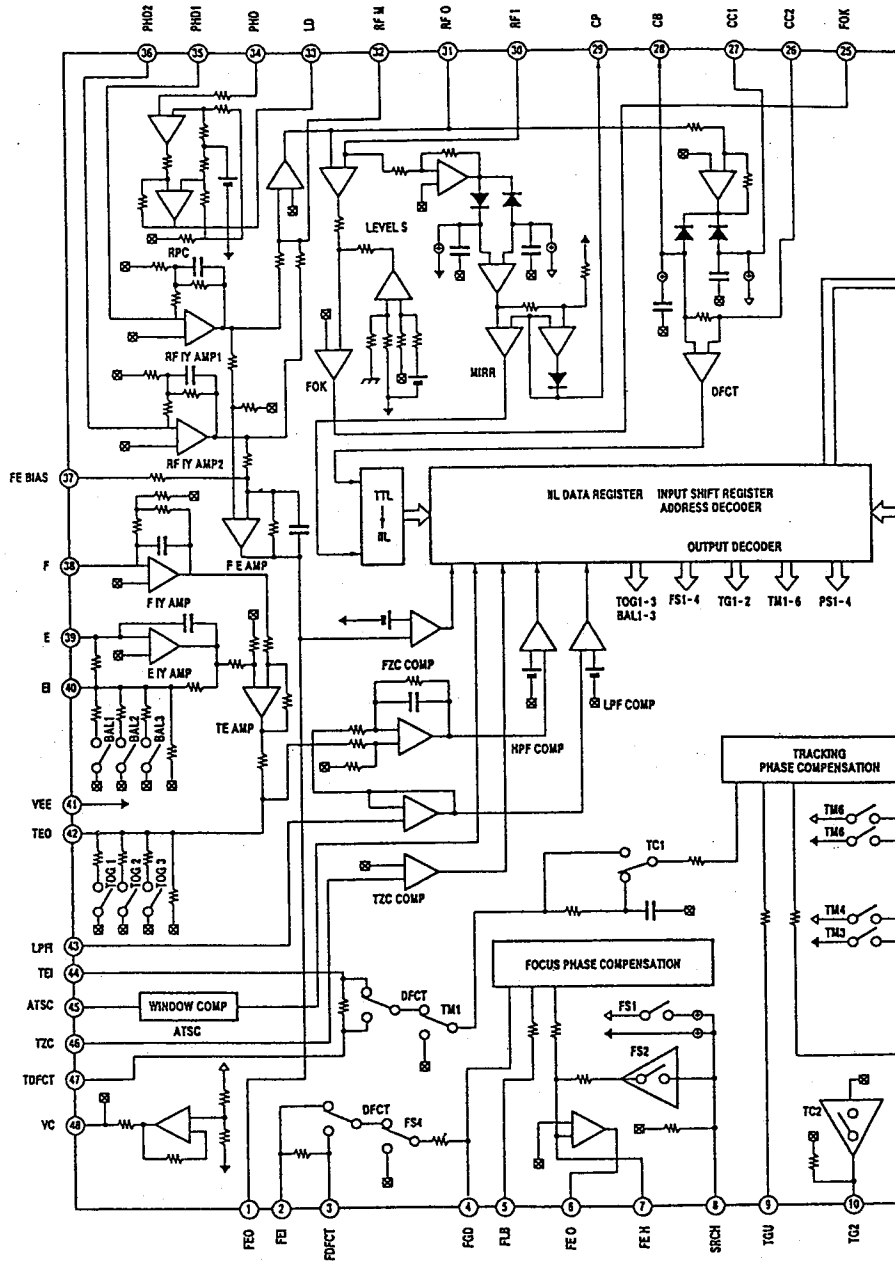 PHD2
PHD1
PHD
LD
RF M
RF O
RF I
CP
CB
CC1
CC2
FOK
36
35
34
33
32
31
30
29
28
27
26
25
RPC
LEVEL S
RF IY AMP1
FOK
MIRR
DFCT
RF IY AMP2
FE BIAS
37
TTL
IIL
IIL DATA REGISTER INPUT SHIFT REGISTER
ADDRESS DECODER
OUTPUT DECODER
F
38
F IY AMP
F E AMP
TOG1-3
BAL1-3
FS1-4
TG1-2
TM1-6
PS1-4
E
39
E IY AMP
EI
40
FZC COMP
LPF COMP
BAL1
BAL2
BAL3
TE AMP
HPF COMP
TRACKING
PHASE COMPENSATION
VEE
41
TEO
42
TM6
TM6
TOG 1
TOG 2
TOG 3
TC1
TZC COMP
TM4
TM3
LPFI
43
TEI
44
FOCUS PHASE COMPENSATION
ATSC
45
WINDOW COMP
ATSC
DFCT
TM1
FS1
TZC
46
FS2
TDFCT
47
VC
48
DFCT
FS4
TC2
1
2
3
4
5
6
7
8
9
10
FEO
FEI
FDFCT
FGD
FLB
FE O
FE H
SRCH
TGU
TG2